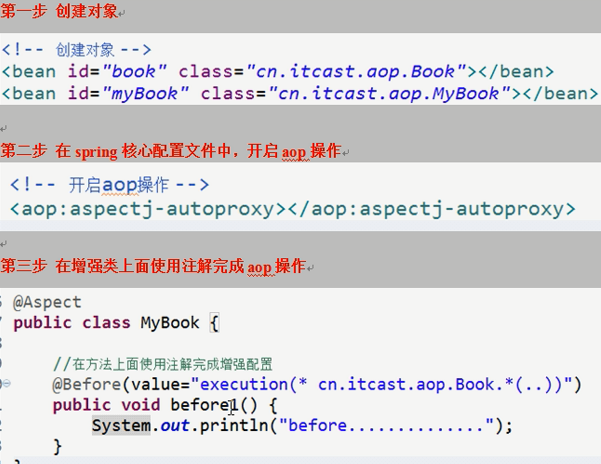 第一步 创建对象
<!-- 创建对象 -->
<bean id="book" class="cn.itcast.aop.Book"></bean>
<bean id="myBook" class="cn.itcast.aop.MyBook"></bean>
第二步 在 spring 核心配置文件中，开启 aop 操作
<!-- 开启aop操作 -->
<aop:aspectj-autoproxy></aop:aspectj-autoproxy>
第三步 在增强类上面使用注解完成 aop 操作
@Aspect
public class MyBook {
//在方法上面使用注解完成增强配置
@Before(value="execution(* cn.itcast.aop.Book.*(..))")
public void before1() {
System.out.println("before..............");
}